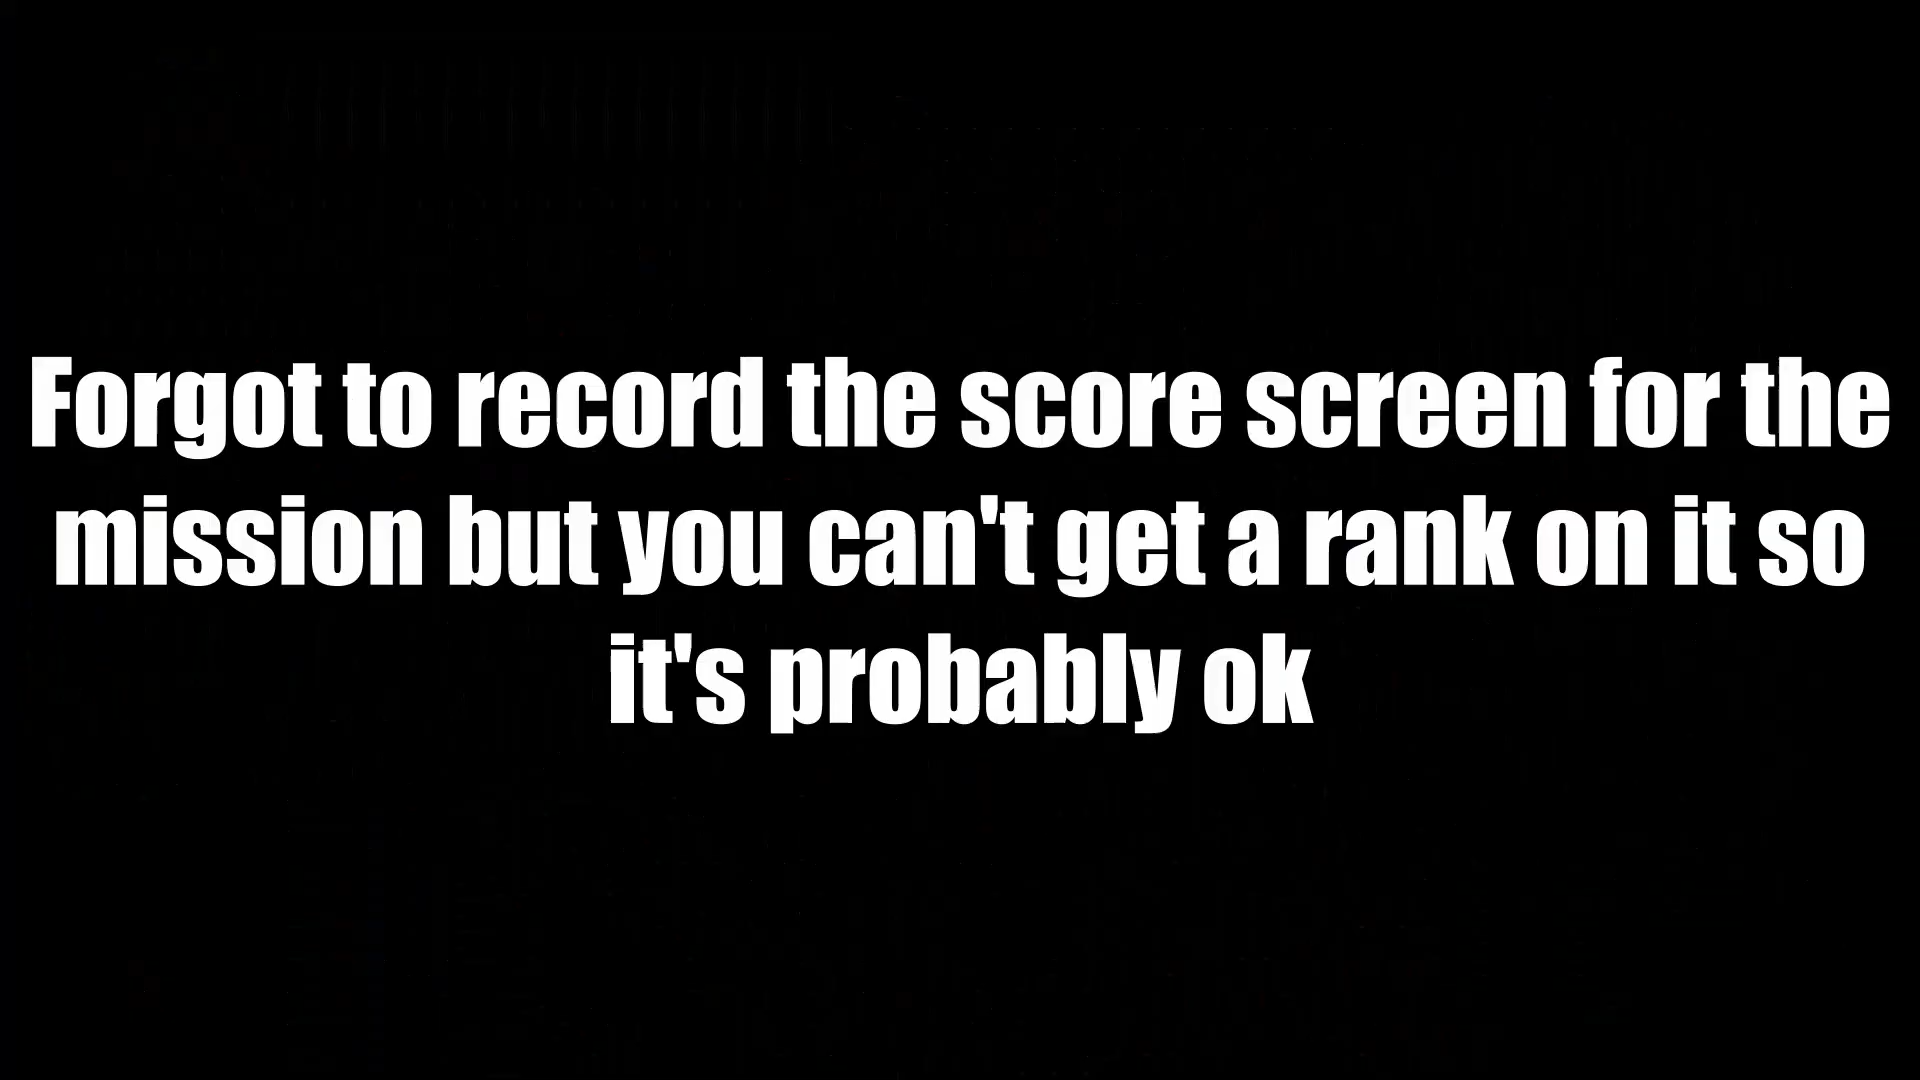 Forgot to record the score screen for the
mission but you can't get a rank on it so
it's probably ok